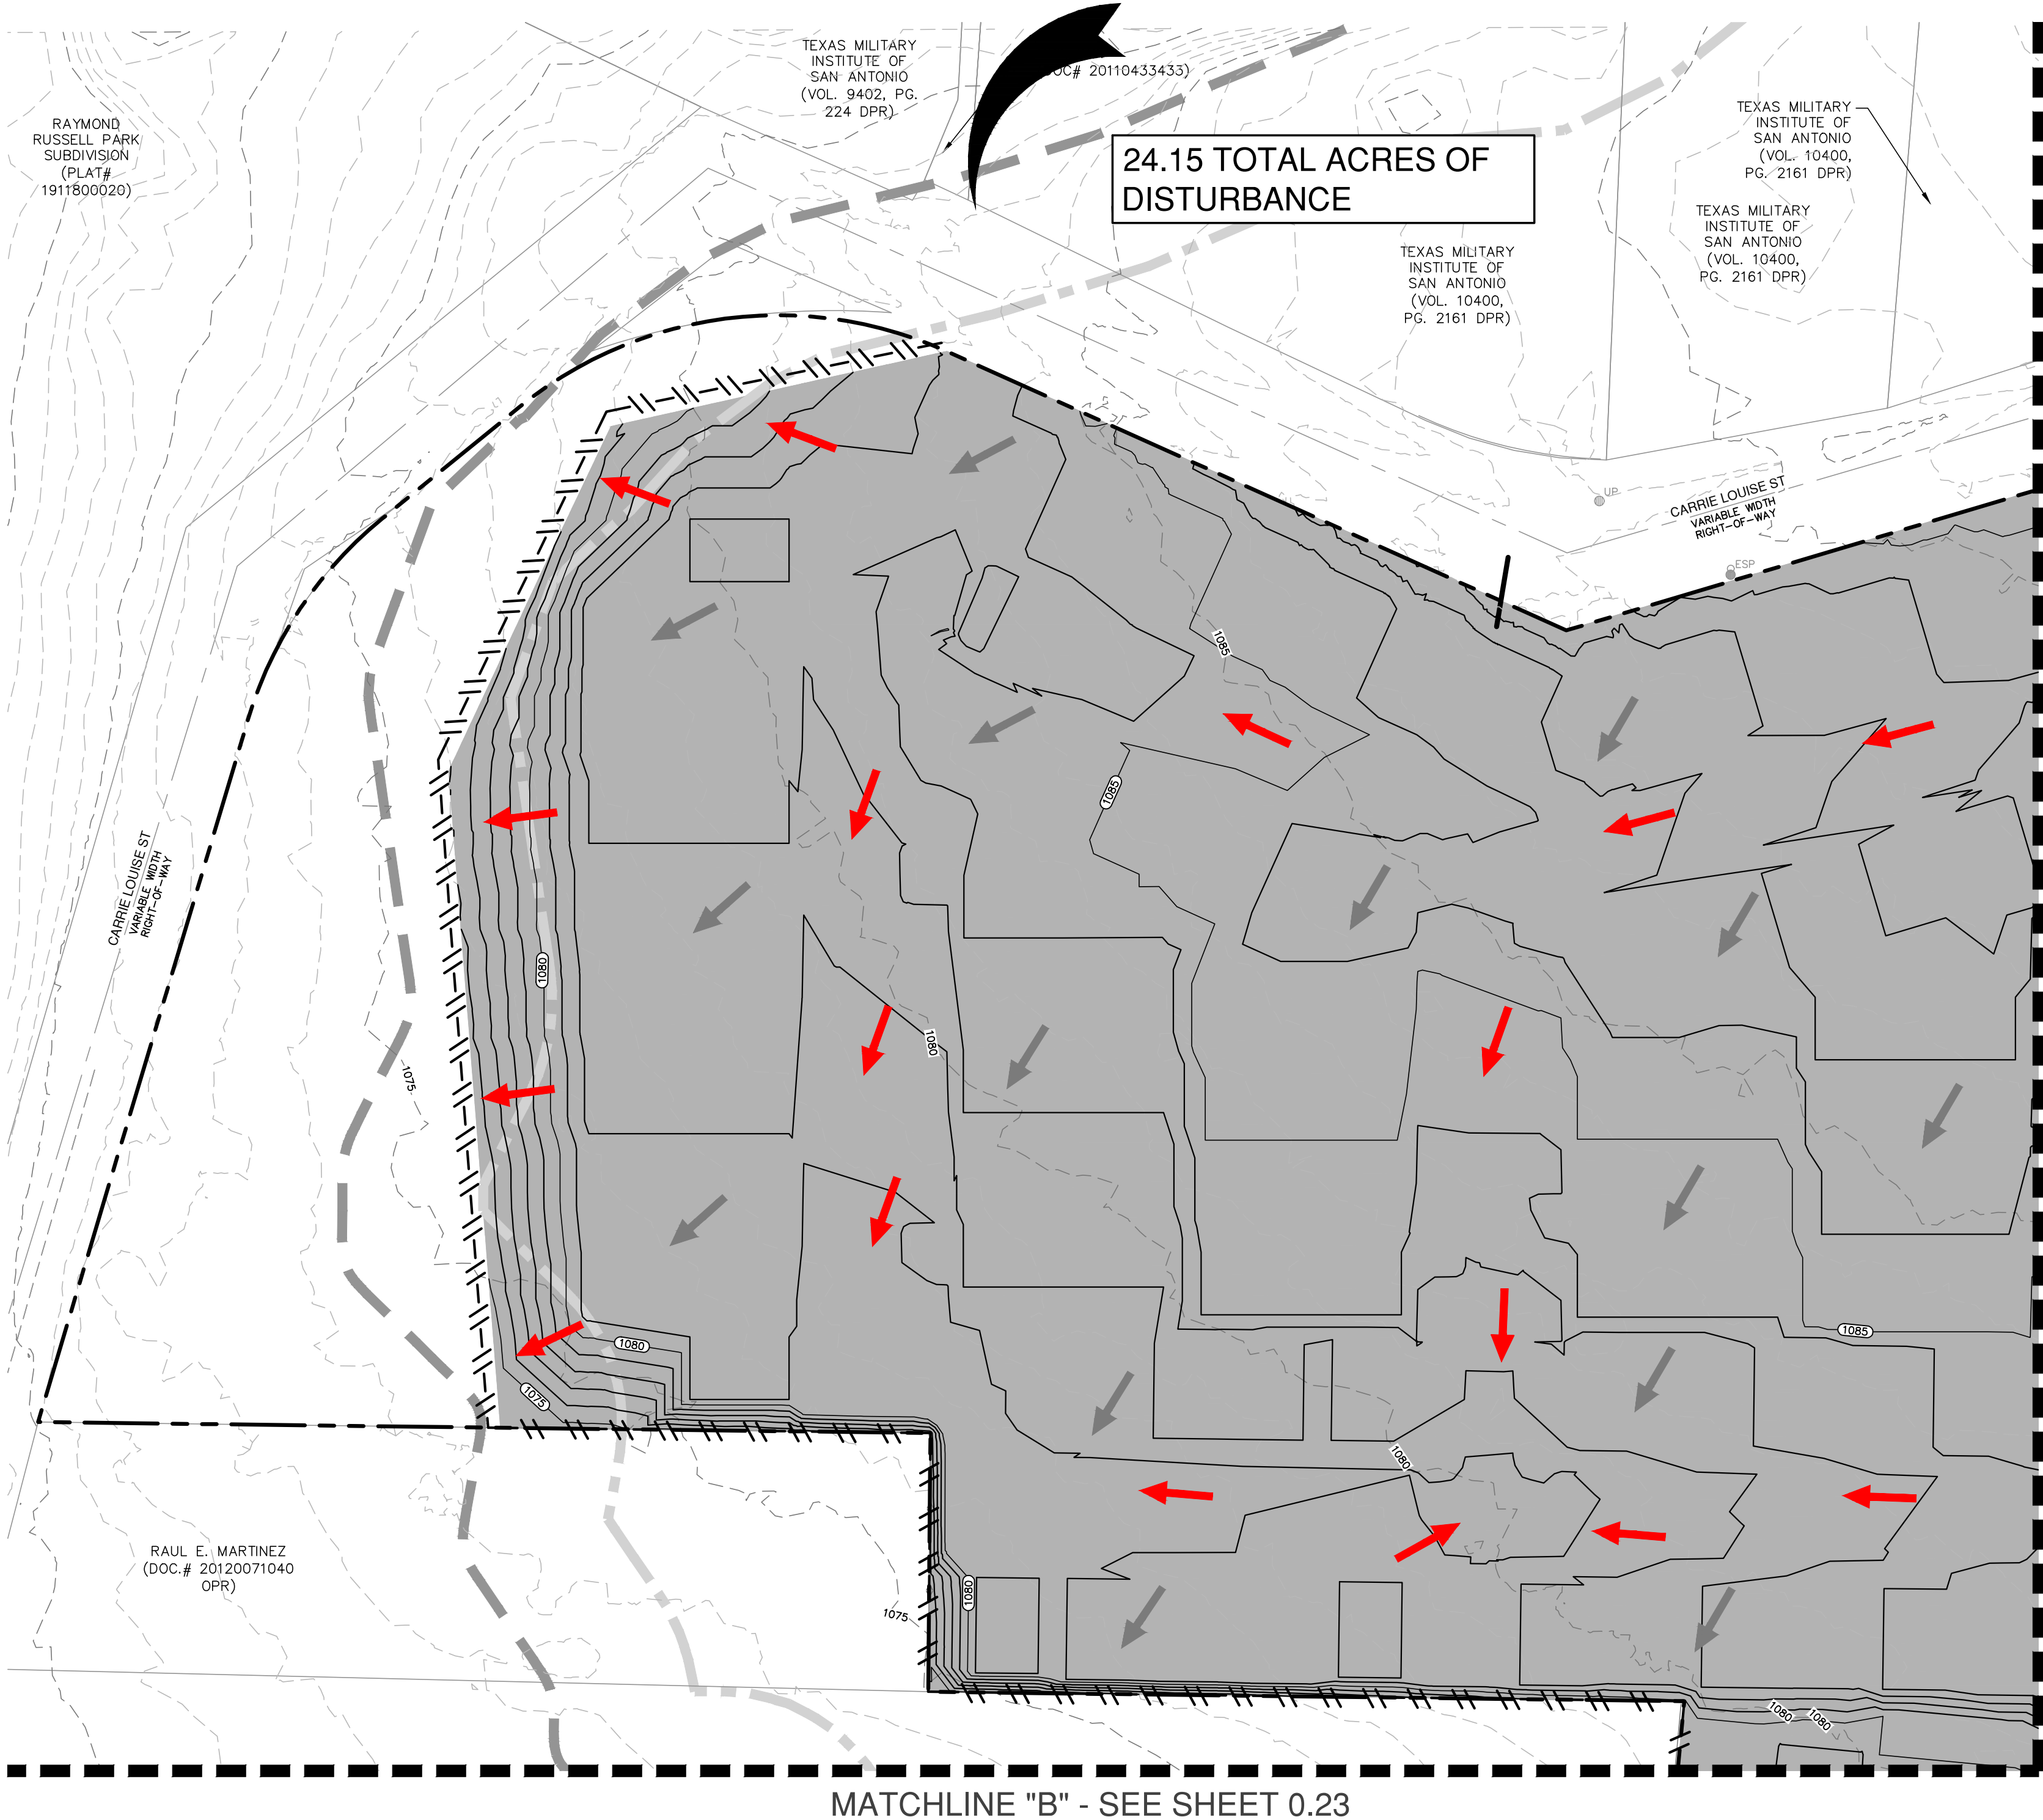 TEXAS MILITARY
INSTITUTE OF
SAN ANTONIO
(VOL. 9402, PG.
224 DPR)
DOC# 20110433433)
RAYMOND
RUSSELL PARK
SUBDIVISION
(PLAT#
1911800020)
24.15 TOTAL ACRES OF
DISTURBANCE
TEXAS MILITARY
INSTITUTE OF
SAN ANTONIO
(VOL. 10400,
PG. 2161 DPR)
TEXAS MILITARY
INSTITUTE OF
SAN ANTONIO
(VOL. 10400,
PG. 2161 DPR)
TEXAS MILITARY
INSTITUTE OF
SAN ANTONIO
(VOL. 10400,
PG. 2161 DPR)
UP
CARRIE LOUISE ST
VARIABLE WIDTH
RIGHT-OF-WAY
ESP
1085
1085
CARRIE LOUISE ST
VARIABLE WIDTH
RIGHT-OF-WAY
1080
1080
1075
1080
1085
1075
1080
RAUL E. MARTINEZ
(DOC.# 20120071040
OPR)
1080
1075
1080
1080
MATCHLINE "B" - SEE SHEET 0.23